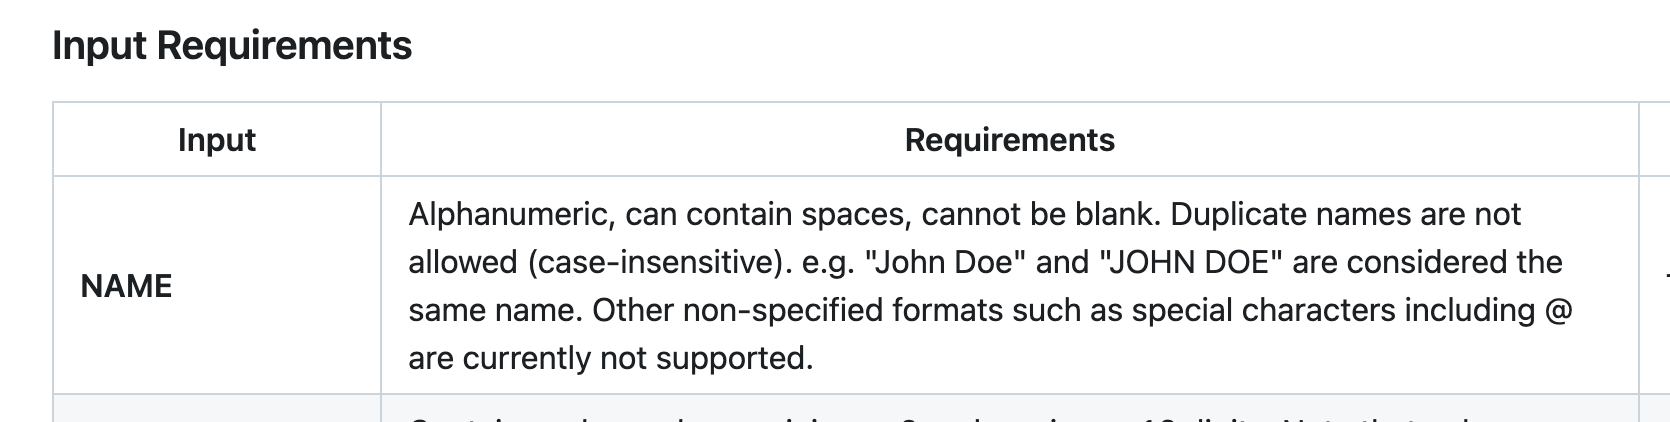 Input Requirements
Input
Requirements
NAME
Alphanumeric, can contain spaces, cannot be blank. Duplicate names are not
allowed (case-insensitive). e.g. "John Doe" and "JOHN DOE" are considered the
same name. Other non-specified formats such as special characters including @
are currently not supported.